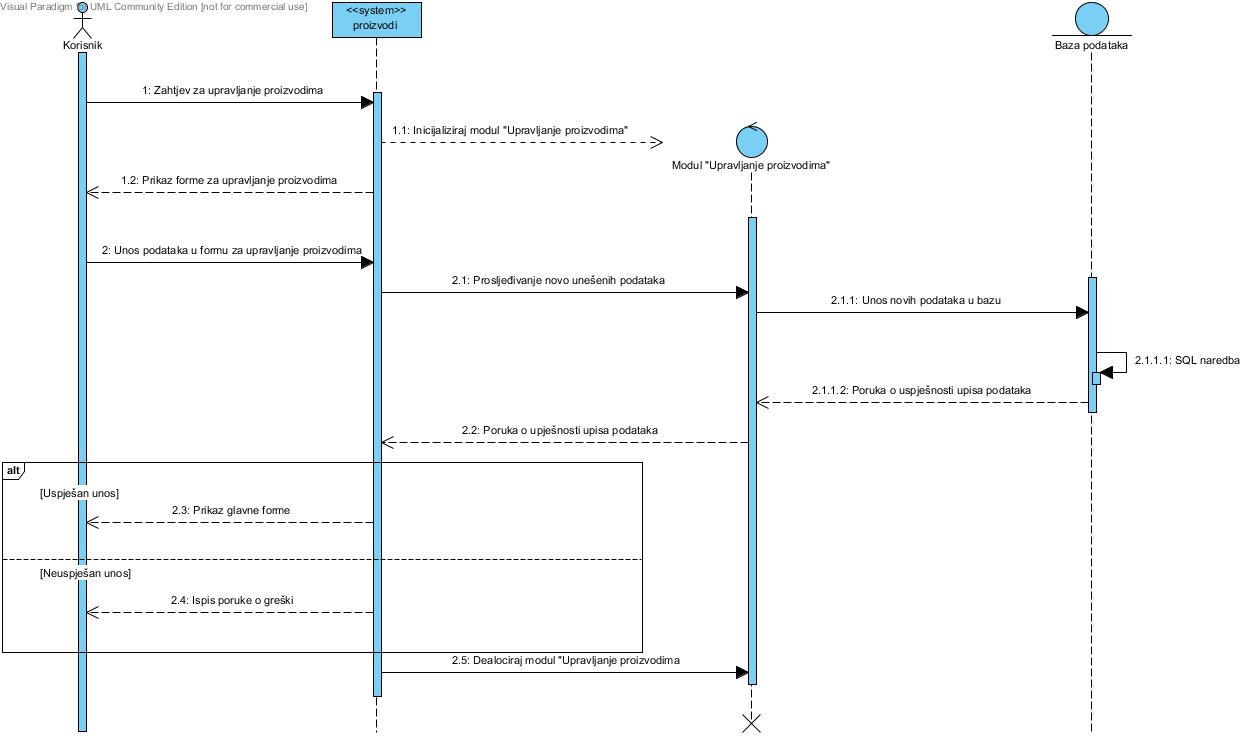 Visual Paradigm UML Community Edition [not for commercial use]
<<system>>
proizvodi
Korisnik
Baza podataka
1: Zahtjev za upravljanje proizvodima
1.1: Inicijaliziraj modul "Upravljanje proizvodima"
Modul "Upravljanje proizvodima"
1.2: Prikaz forme za upravljanje proizvodima
2: Unos podataka u formu za upravljanje proizvodima
2.1: Prosljeđivanje novo unešenih podataka
2.1.1: Unos novih podataka u bazu
2.1.1.1: SQL naredba
2.1.1.2: Poruka o uspješnosti upisa podataka
2.2: Poruka o upješnosti upisa podataka
alt
[Uspješan unos]
2.3: Prikaz glavne forme
[Neuspješan unos]
2.4: Ispis poruke o greški
2.5: Dealociraj modul "Upravljanje proizvodima